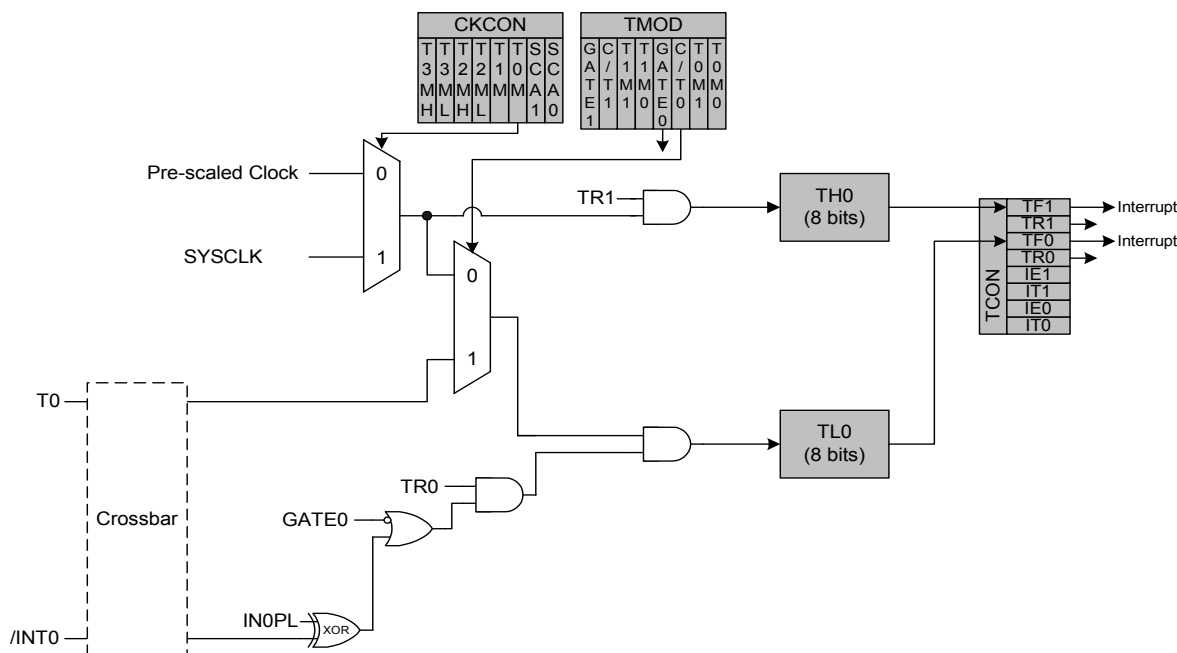 CKCON
TMOD
T3MH
T3ML
T2MH
T2ML
T1M
T0M
SCA1
SCA0
GATE1
C/T1
T1M1
T1M0
GATE0
C/T0
T0M1
T0M0
Pre-scaled Clock
0
SYSCLK
1
TR1
TH0
(8 bits)
TCON
TF1
TR1
TF0
TR0
IE1
IT1
IE0
IT0
Interrupt
Interrupt
0
1
T0
TL0
(8 bits)
TR0
Crossbar
GATE0
IN0PL
XOR
/INT0